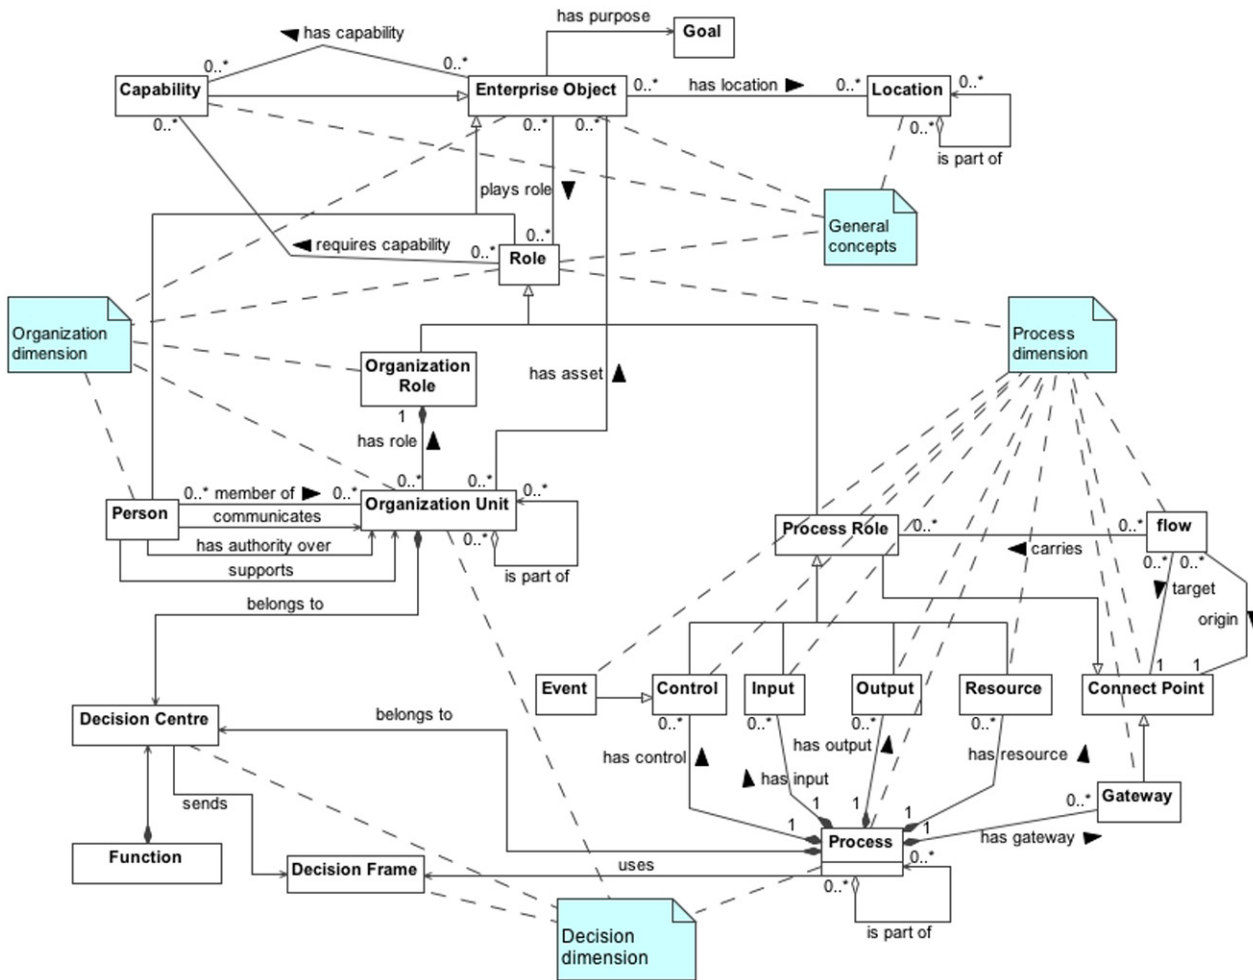 has purpose
Goal
has capability
0..*
0..*
Capability
Enterprise Object
0..*
has location
0..*
Location
0..*
0..*
0..*
0..*
0..*
is part of
plays role
General
concepts
requires capability
0..*
0..*
Role
Organization
dimension
Process
dimension
Organization
Role
has asset
1
has role
0..*
0..*
0..*
0..*
member of
0..*
Organization Unit
Person
communicates
0..*
has authority over
is part of
supports
Process Role
0..*
0..*
flow
carries
0..*
0..*
target
origin
belongs to
1
1
Event
Control
Input
Output
Resource
Connect Point
Decision Centre
belongs to
0..*
0..*
0..*
0..*
has control
has output
has resource
has input
sends
1
1
1
1
0..*
Gateway
has gateway
Function
Process
0..*
Decision Frame
uses
0..*
is part of
Decision
dimension